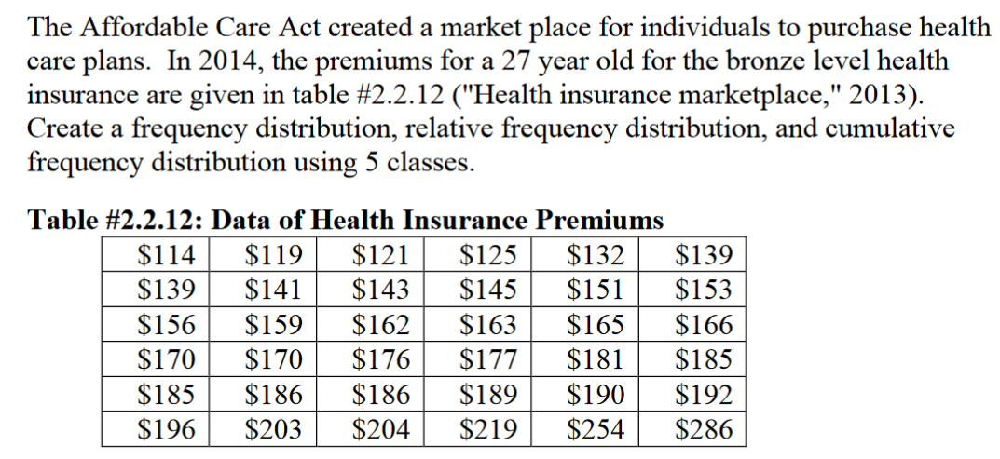 The Affordable Care Act created a market place for individuals to purchase health
care plans. In 2014, the premiums for a 27 year old for the bronze level health
insurance are given in table #2.2.12 ("Health insurance marketplace," 2013).
Create a frequency distribution, relative frequency distribution, and cumulative
frequency distribution using 5 classes.
Table #2.2.12: Data of Health Insurance Premiums
$114 $119 $121 $125 $132 $139
$139 $141 $143 $145 $151 $153
$156 $159 $162 $163 $165 $166
$170 $170 $176 $177 $181 $185
$185 $186 $186 $189 $190 $192
$196 $203 $204 $219 $254 $286